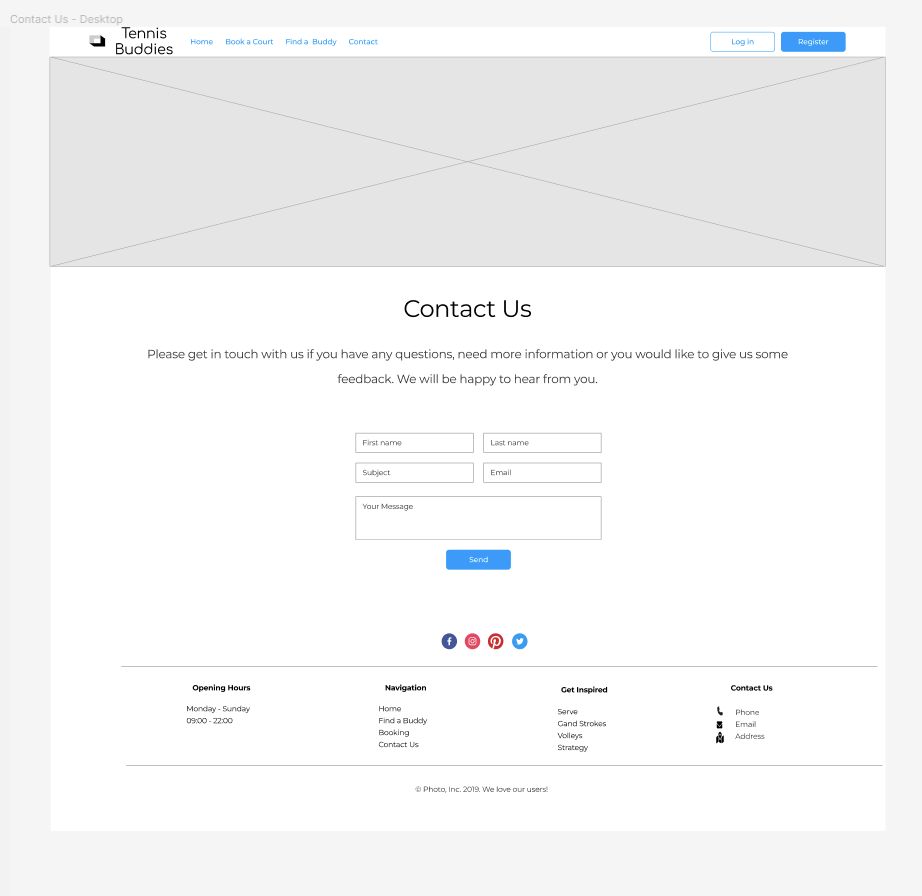 Contact Us - Desktop
Tennis
Buddies
Home Book a Court Find a Buddy Contact
Log In Register
Contact Us
Please get in touch with us if you have any questions, need more information or you would like to give us some
feedback. We will be happy to hear from you.
First name Last name
Subject Email
Your Message
Send
Opening Hours
Monday - Sunday
09:00 - 22:00
Navigation
Home
Find a Buddy
Booking
Contact Us
Get Inspired
Serve
Gand Strokes
Volleys
Strategy
Contact Us
Phone
Email
Address
© Photo, Inc. 2019. We love our users!